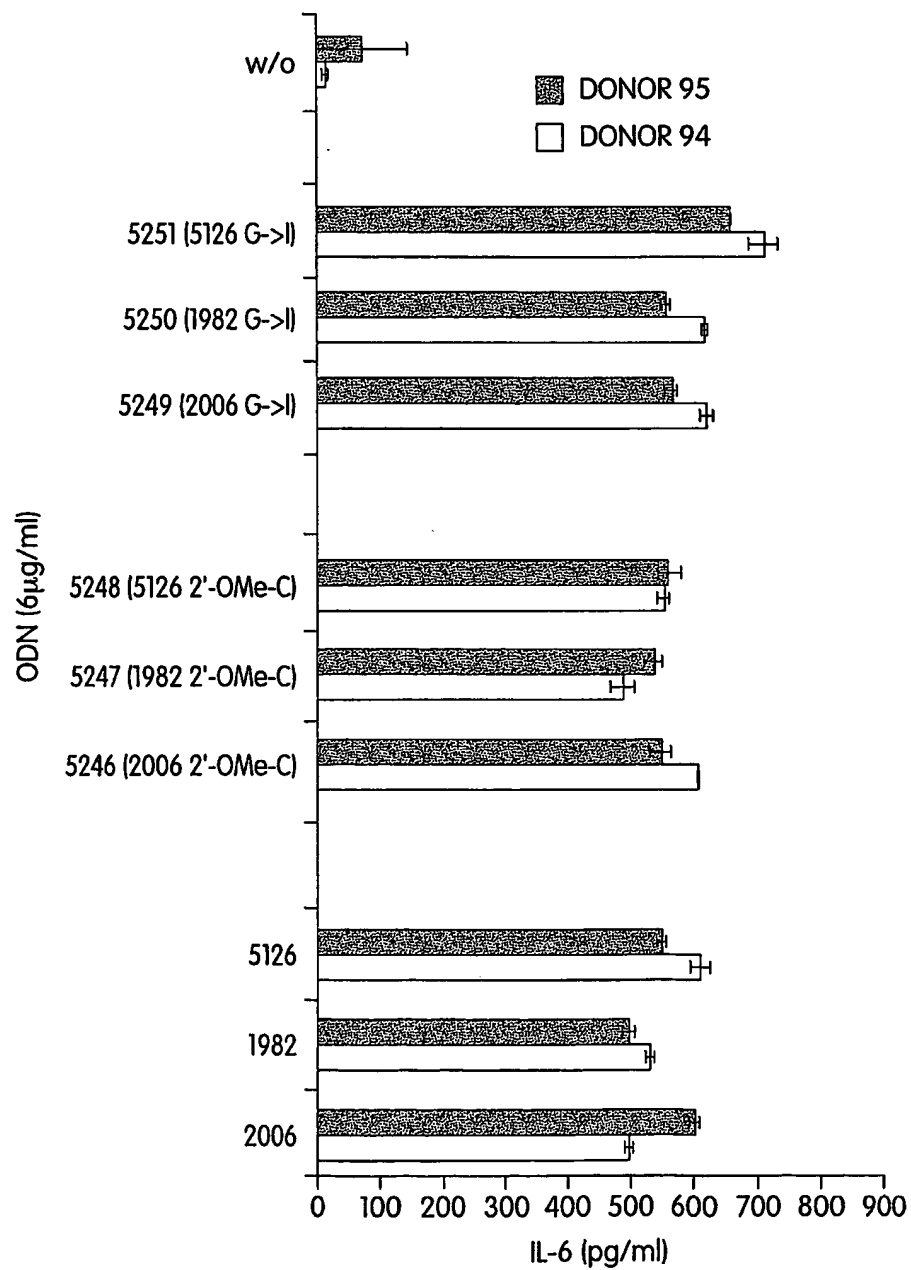 w/o
DONOR 95
DONOR 94
5251 (5126 G->I)
5250 (1982 G->I)
5249 (2006 G->I)
ODN (6µg/ml)
5248 (5126 2'-OMe-C)
5247 (1982 2'-OMe-C)
5246 (2006 2'-OMe-C)
5126
1982
2006
0 100 200 300 400 500 600 700 800 900
IL-6 (pg/ml)